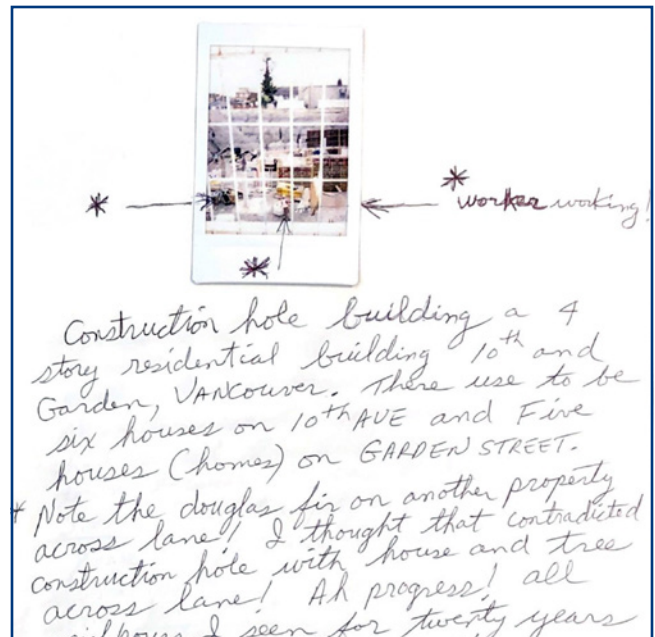 * worker working!
*
*
Construction hole building a 4
story residential building 10th and
Garden, VANCOUVER. There use to be
six houses on 10th AVE and Five
houses (homes) on GARDEN STREET.
* Note the douglas fir on another property
across lane! I thought that contradicted
construction hole with house and tree
across lane! Ah progress! all
I seen for twenty years